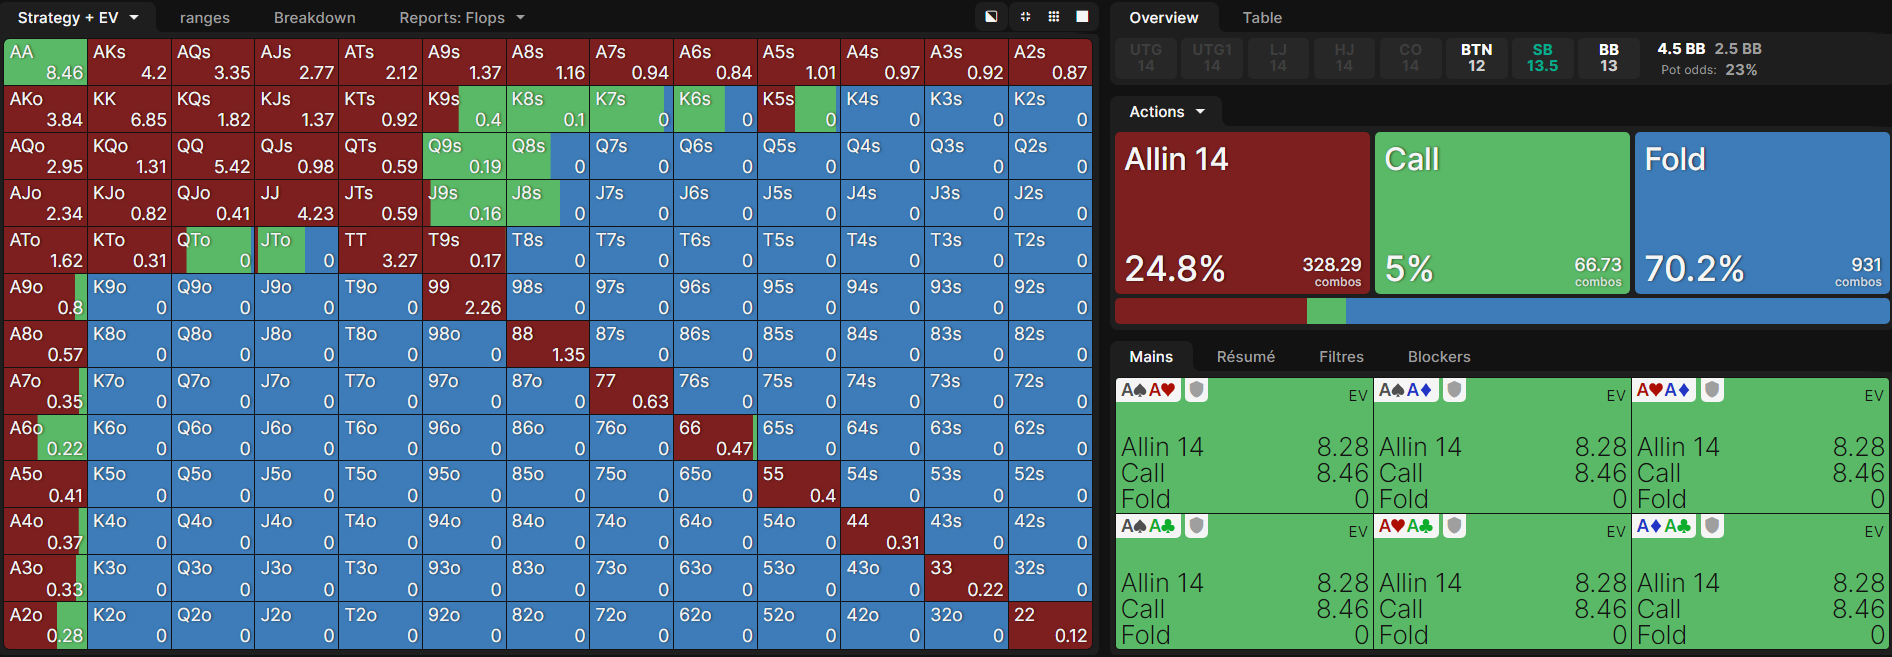 Strategy + EV ranges Breakdown Reports: Flops
AA AKs AQs AJs ATs A9s A8s A7s A6s A5s A4s A3s A2s
8.46 4.2 3.35 2.77 2.12 1.37 1.16 0.94 0.84 1.01 0.97 0.92 0.87
AKo KK KQs KJs KTs K9s K8s K7s K6s K5s K4s K3s K2s
3.84 6.85 1.82 1.37 0.92 0.4 0.1 0 0 0 0 0 0
AQo KQo QQ QJs QTs Q9s Q8s Q7s Q6s Q5s Q4s Q3s Q2s
2.95 1.31 5.42 0.98 0.59 0.19 0 0 0 0 0 0 0
AJo KJo QJo JJ JTs J9s J8s J7s J6s J5s J4s J3s J2s
2.34 0.82 0.41 4.23 0.59 0.16 0 0 0 0 0 0 0
ATo KTo QTo JTo TT T9s T8s T7s T6s T5s T4s T3s T2s
1.62 0.31 0 0 3.27 0.17 0 0 0 0 0 0 0
A9o K9o Q9o J9o T9o 99 98s 97s 96s 95s 94s 93s 92s
0.8 0 0 0 0 2.26 0 0 0 0 0 0 0
A8o K8o Q8o J8o T8o 98o 88 87s 86s 85s 84s 83s 82s
0.57 0 0 0 0 0 1.35 0 0 0 0 0 0
A7o K7o Q7o J7o T7o 97o 87o 77 76s 75s 74s 73s 72s
0.35 0 0 0 0 0 0 0.63 0 0 0 0 0
A6o K6o Q6o J6o T6o 96o 86o 76o 66 65s 64s 63s 62s
0.22 0 0 0 0 0 0 0 0.47 0 0 0 0
A5o K5o Q5o J5o T5o 95o 85o 75o 65o 55 54s 53s 52s
0.41 0 0 0 0 0 0 0 0 0.4 0 0 0
A4o K4o Q4o J4o T4o 94o 84o 74o 64o 54o 44 43s 42s
0.37 0 0 0 0 0 0 0 0 0 0.31 0 0
A3o K3o Q3o J3o T3o 93o 83o 73o 63o 53o 43o 33 32s
0.33 0 0 0 0 0 0 0 0 0 0 0.22 0
A2o K2o Q2o J2o T2o 92o 82o 72o 62o 52o 42o 32o 22
0.28 0 0 0 0 0 0 0 0 0 0 0 0.12
Overview Table
UTG UTG1 LJ HJ CO BTN SB BB 4.5 BB 2.5 BB
14 14 14 14 14 12 13.5 13 Pot odds: 23%
Actions
Allin 14 Call Fold
24.8% 328.29 combos 5% 66.73 combos 70.2% 931 combos
Mains Résumé Filtres Blockers
A♠A♥ EV A♠A♦ EV A♥A♦ EV
Allin 14 8.28 Allin 14 8.28 Allin 14 8.28
Call 8.46 Call 8.46 Call 8.46
Fold 0 Fold 0 Fold 0
A♠A♣ EV A♥A♣ EV A♦A♣ EV
Allin 14 8.28 Allin 14 8.28 Allin 14 8.28
Call 8.46 Call 8.46 Call 8.46
Fold 0 Fold 0 Fold 0